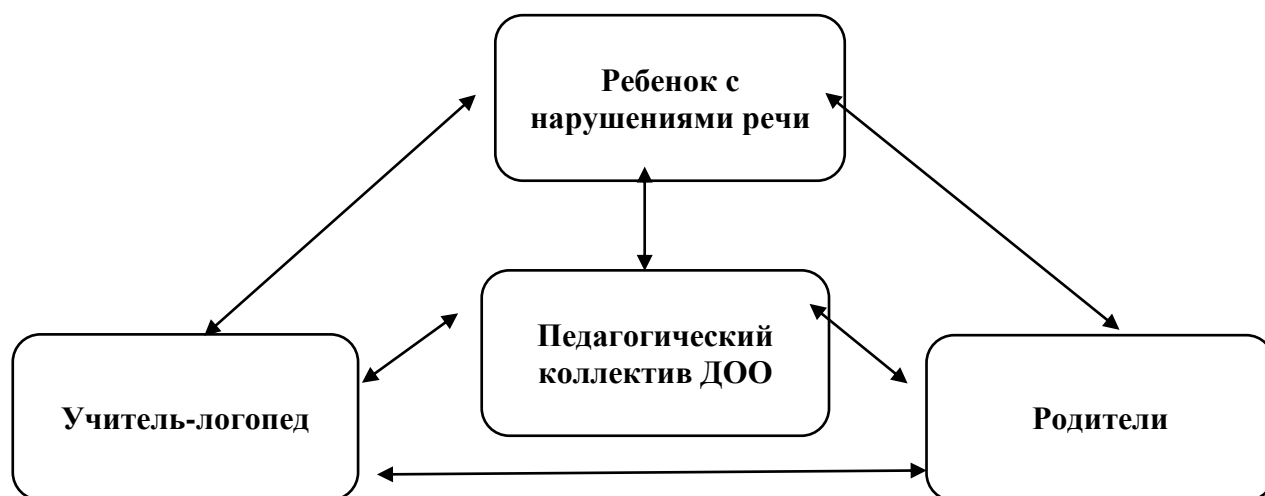 Ребенок с
нарушениями речи
Педагогический
коллектив ДОО
Учитель-логопед
Родители